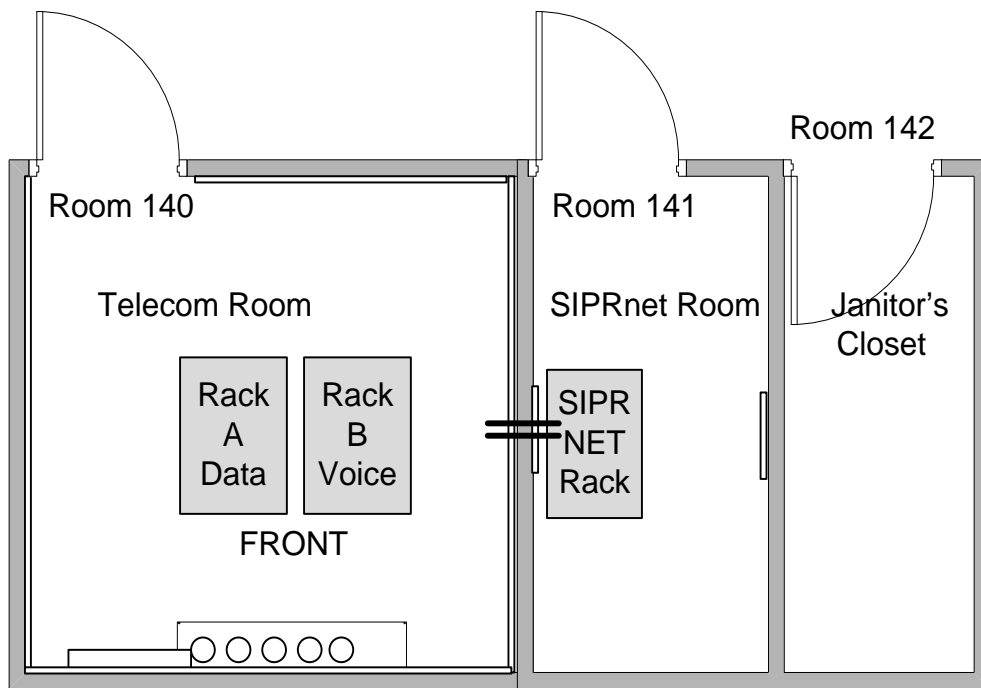 Room 142
Room 140
Room 141
Telecom Room
SIPRnet Room
Janitor's
Closet
Rack
A
Data
Rack
B
Voice
SIPR
NET
Rack
FRONT